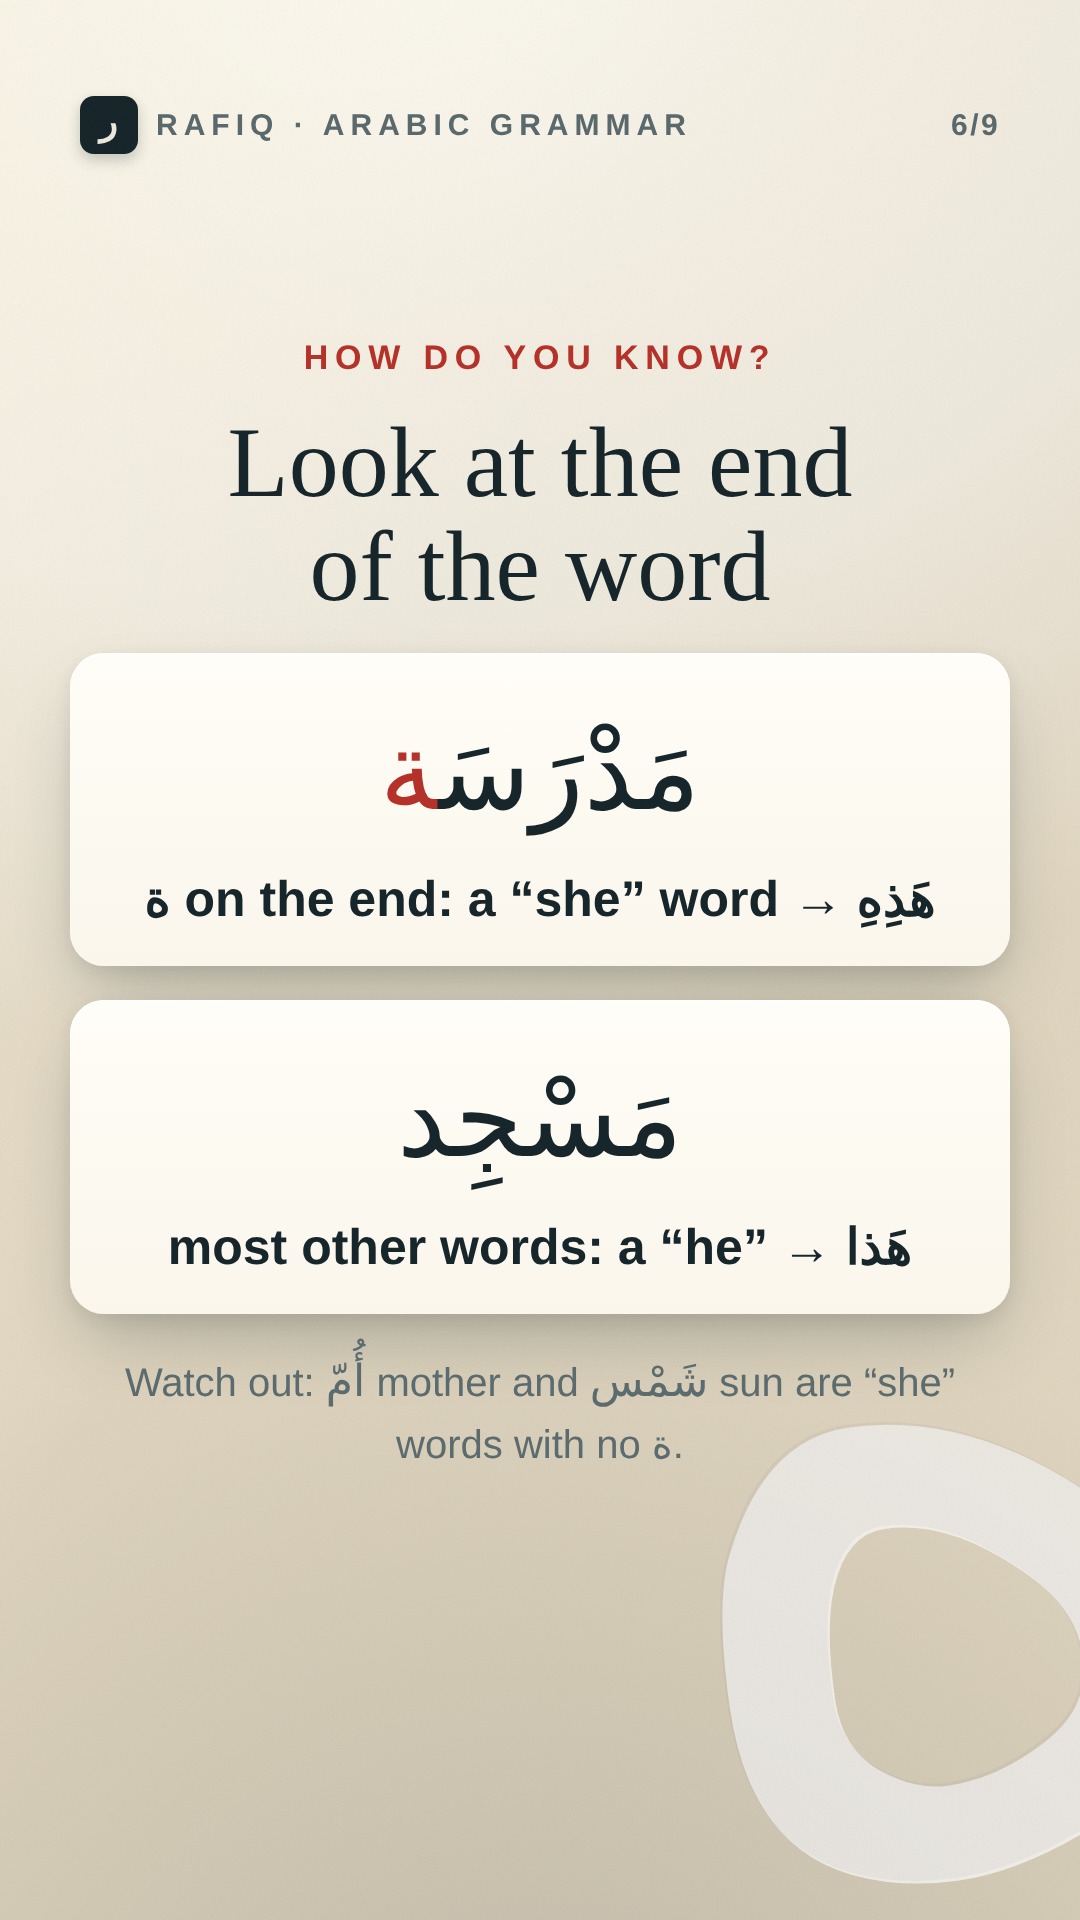 ر RAFIQ · ARABIC GRAMMAR 6/9
HOW DO YOU KNOW?
Look at the end
of the word
مَدْرَسَة
ة on the end: a “she” word → هَذِهِ
مَسْجِد
most other words: a “he” → هَذا
Watch out: أُمّ mother and شَمْس sun are “she”
words with no ة.
ه